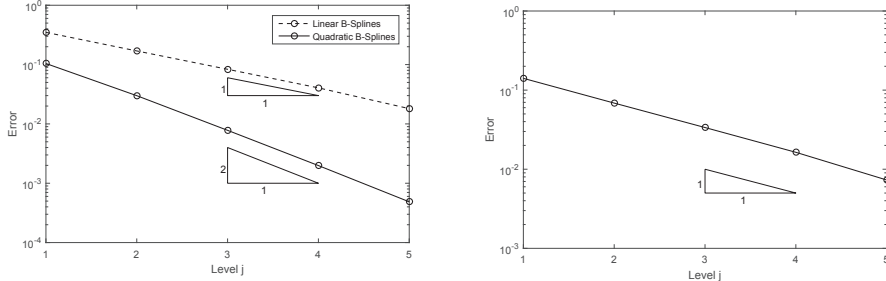 10^0
10^-1
10^-2
10^-3
10^-4
Error
Linear B-Splines
Quadratic B-Splines
1
1
2
1
1 2 3 4 5
Level j
10^0
10^-1
10^-2
10^-3
Error
1
1
1 2 3 4 5
Level j